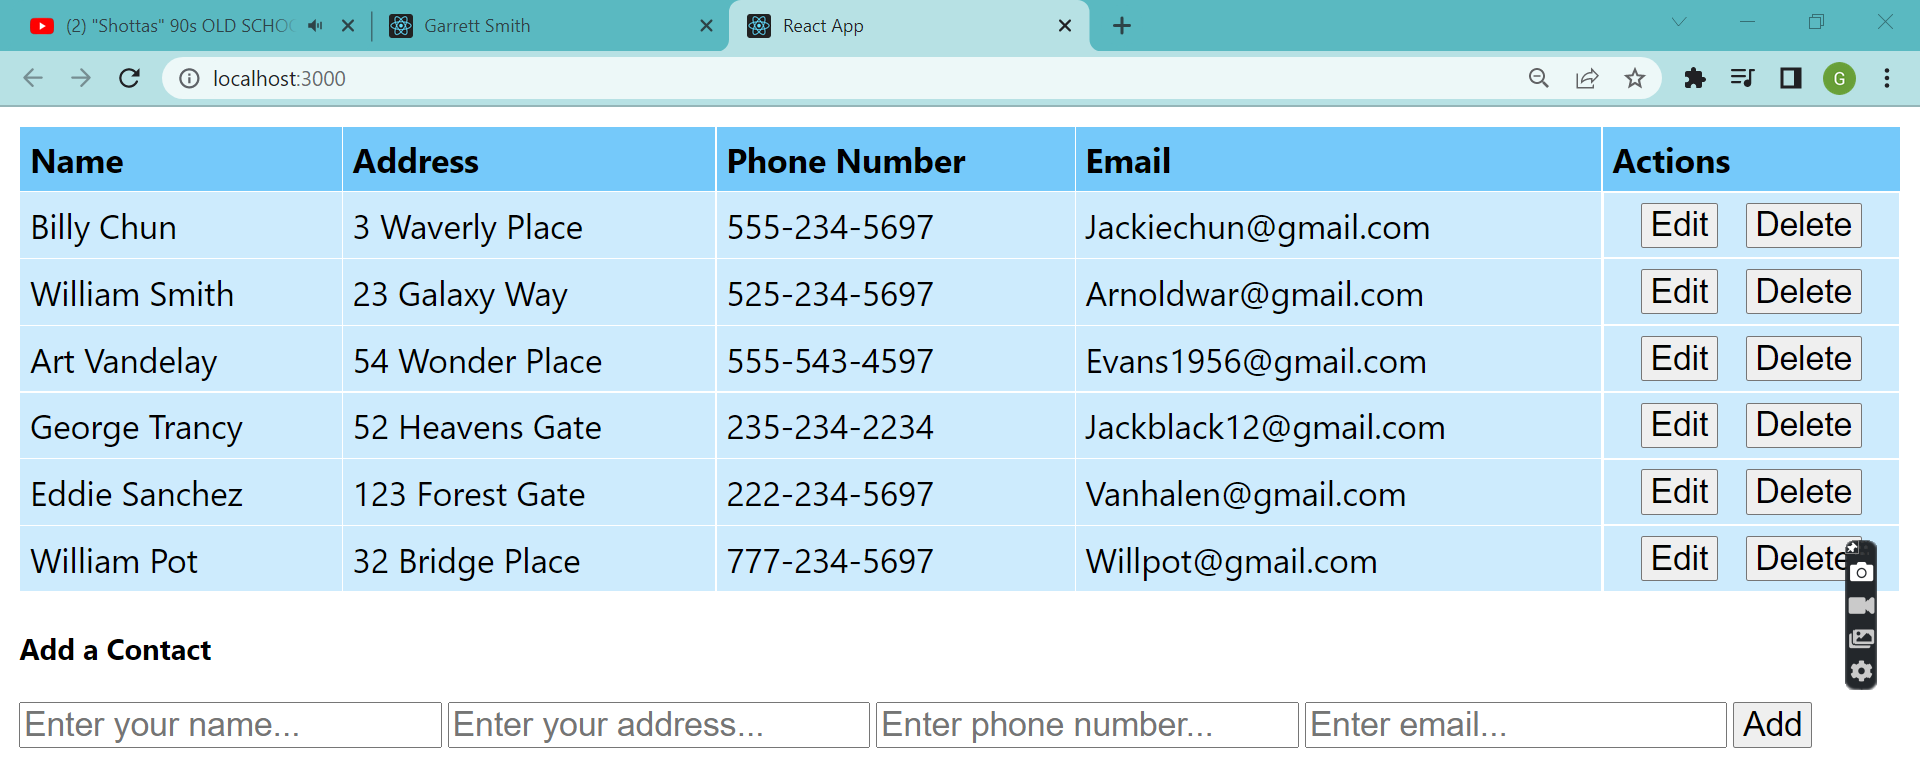 (2) "Shottas" 90s OLD SCHO
Garrett Smith
React App
localhost:3000
G
Name Address Phone Number Email Actions
Billy Chun 3 Waverly Place 555-234-5697 Jackiechun@gmail.com Edit Delete
William Smith 23 Galaxy Way 525-234-5697 Arnoldwar@gmail.com Edit Delete
Art Vandelay 54 Wonder Place 555-543-4597 Evans1956@gmail.com Edit Delete
George Trancy 52 Heavens Gate 235-234-2234 Jackblack12@gmail.com Edit Delete
Eddie Sanchez 123 Forest Gate 222-234-5697 Vanhalen@gmail.com Edit Delete
William Pot 32 Bridge Place 777-234-5697 Willpot@gmail.com Edit Delete
Add a Contact
Enter your name... Enter your address... Enter phone number... Enter email... Add